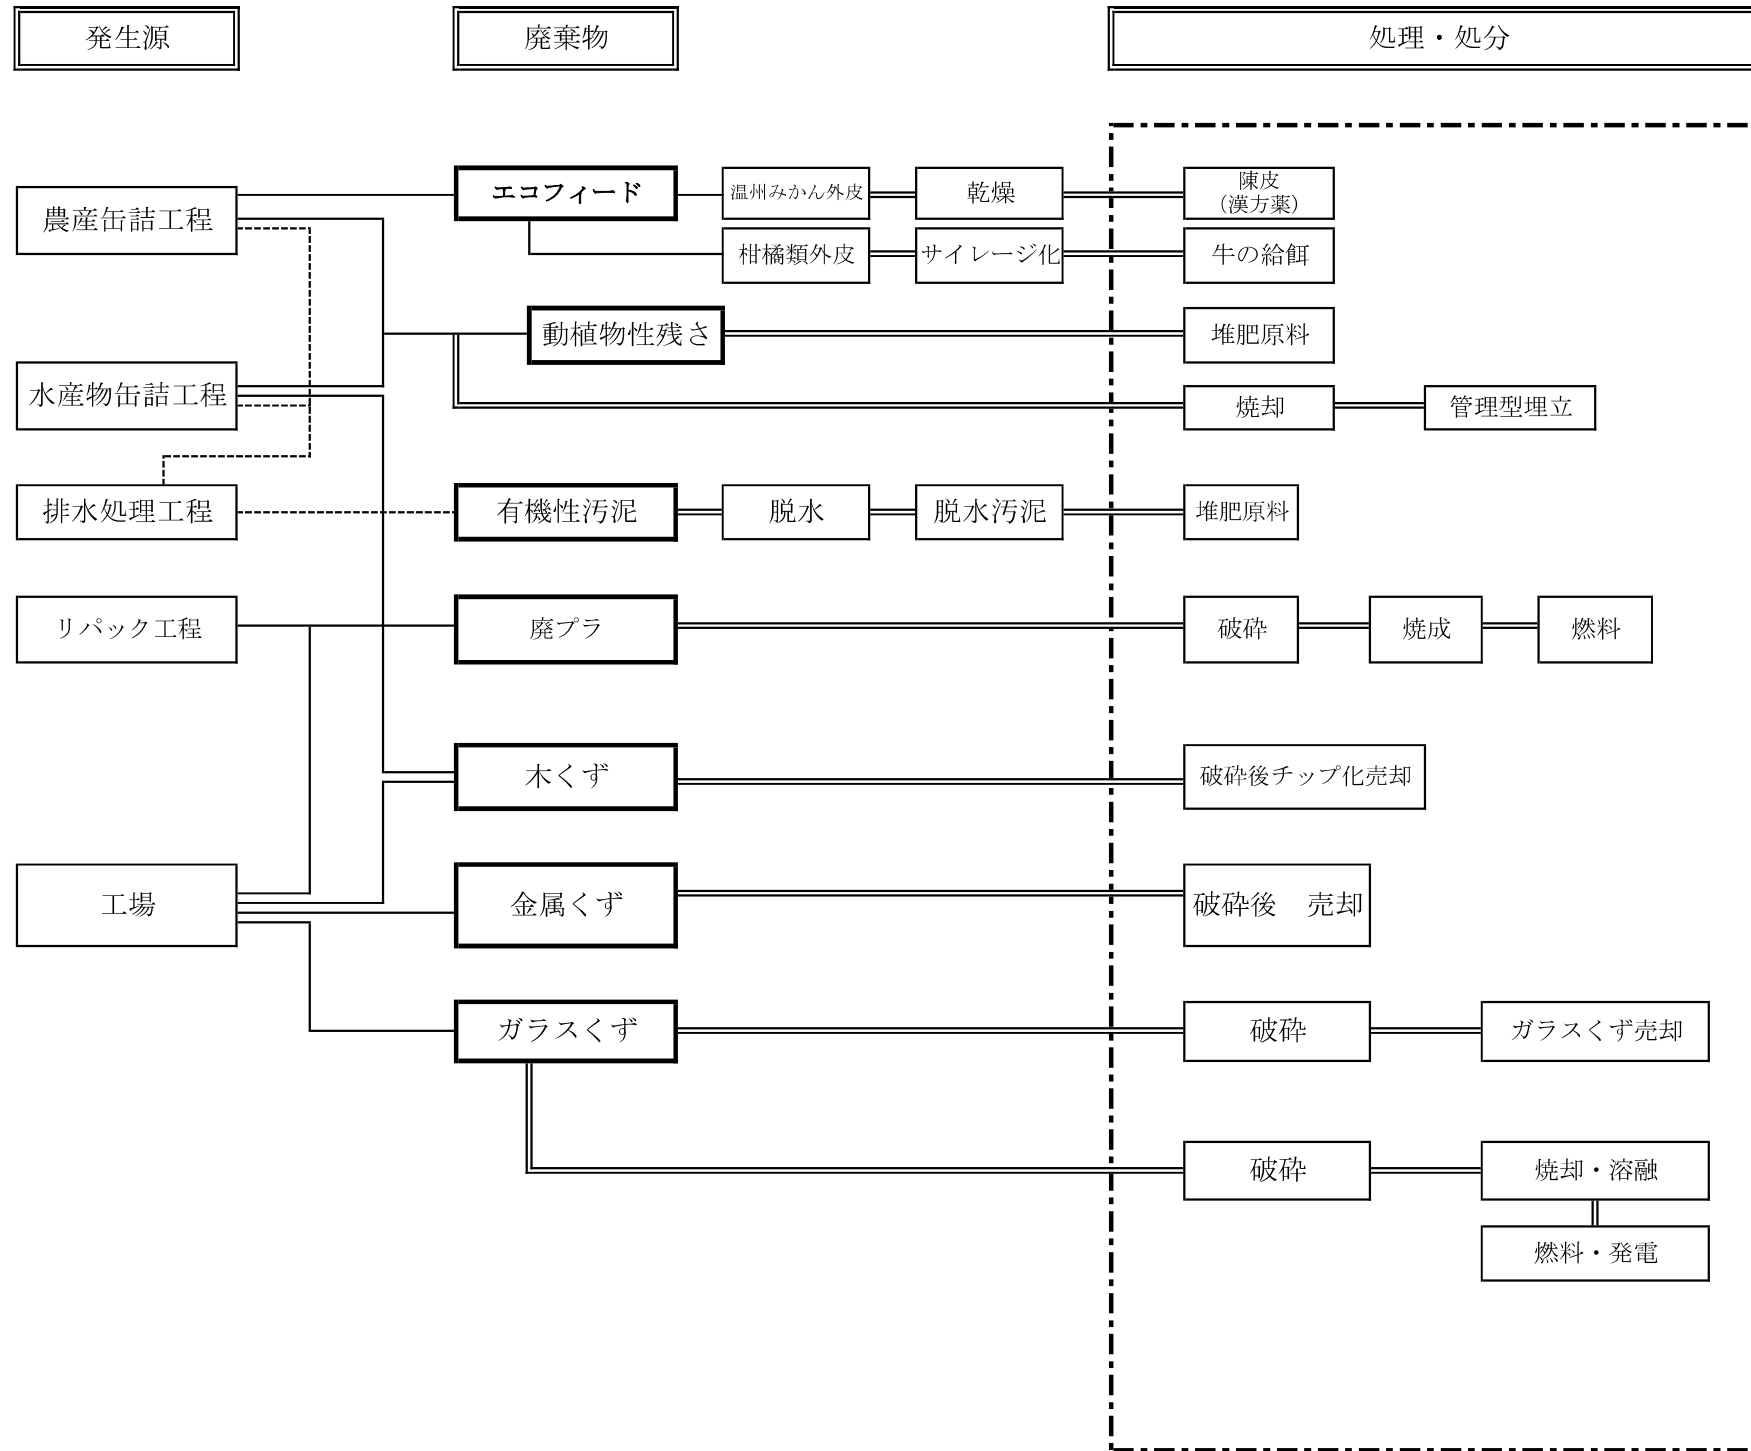 発生源
廃棄物
処理・処分
農産缶詰工程
エコフィード
温州みかん外皮
乾燥
陳皮
（漢方薬）
柑橘類外皮
サイレージ化
牛の給餌
動植物性残さ
堆肥原料
水産物缶詰工程
焼却
管理型埋立
排水処理工程
有機性汚泥
脱水
脱水汚泥
堆肥原料
リパック工程
廃プラ
破砕
焼成
燃料
木くず
破砕後チップ化売却
工場
金属くず
破砕後　売却
ガラスくず
破砕
ガラスくず売却
破砕
焼却・溶融
燃料・発電